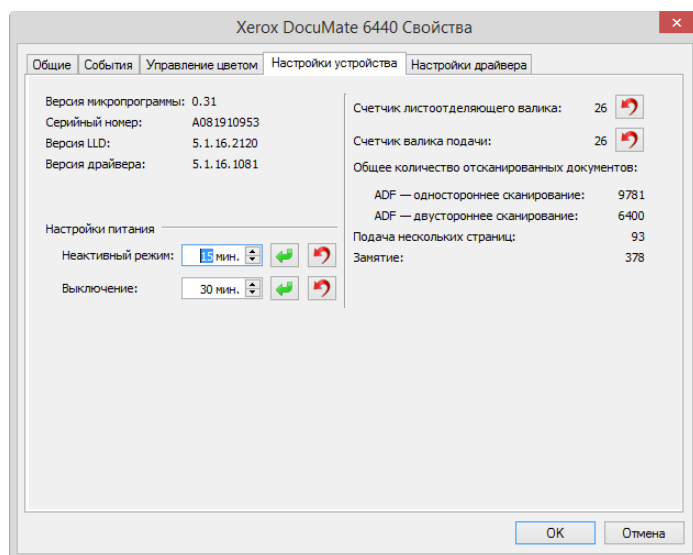 Xerox DocuMate 6440 Свойства
Общие События Управление цветом Настройки устройства Настройки драйвера
Версия микропрограммы: 0.31
Серийный номер: A081910953
Версия LLD: 5.1.16.2120
Версия драйвера: 5.1.16.1081
Настройки питания
Неактивный режим: 15 мин.
Выключение: 30 мин.
Счетчик листоотделяющего валика: 26
Счетчик валика подачи: 26
Общее количество отсканированных документов:
ADF — одностороннее сканирование: 9781
ADF — двустороннее сканирование: 6400
Подача нескольких страниц: 93
Замятие: 378
OK Отмена